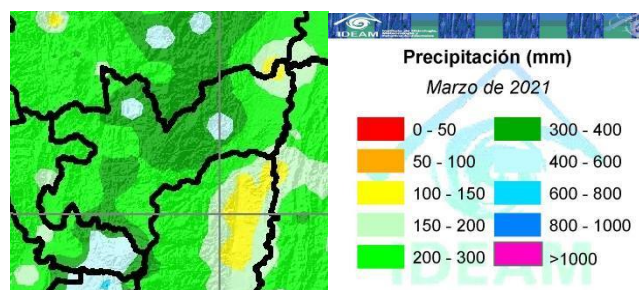 IDEAM
Precipitación (mm)
Marzo de 2021
0 - 50
50 - 100
100 - 150
150 - 200
200 - 300
300 - 400
400 - 600
600 - 800
800 - 1000
>1000
IDEAM